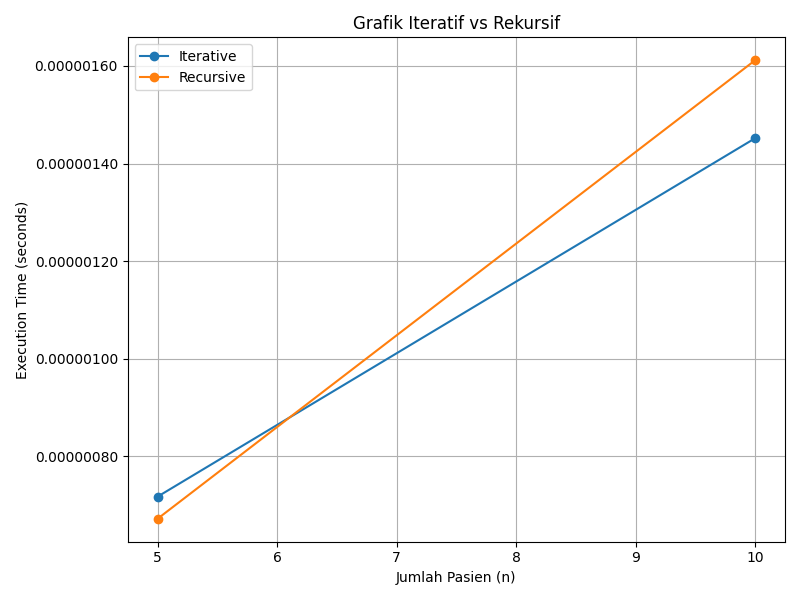 Grafik Iteratif vs Rekursif
Iterative
Recursive
0.00000160
0.00000140
0.00000120
0.00000100
0.00000080
Execution Time (seconds)
5 6 7 8 9 10
Jumlah Pasien (n)